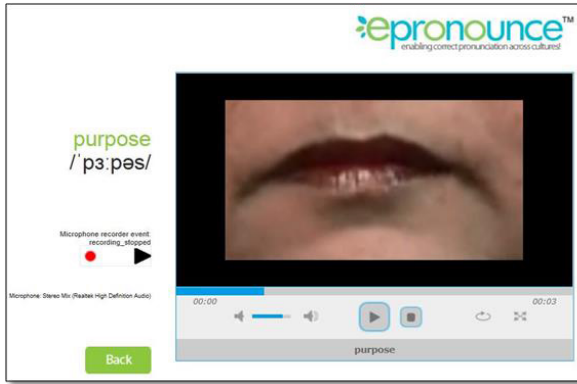 epronounce™
enabling correct pronunciation across cultures!
purpose
/ˈpɜːpəs/
Microphone recorder event:
recording_stopped
Microphone: Stereo Mix (Realtek High Definition Audio)
00:00
00:03
purpose
Back